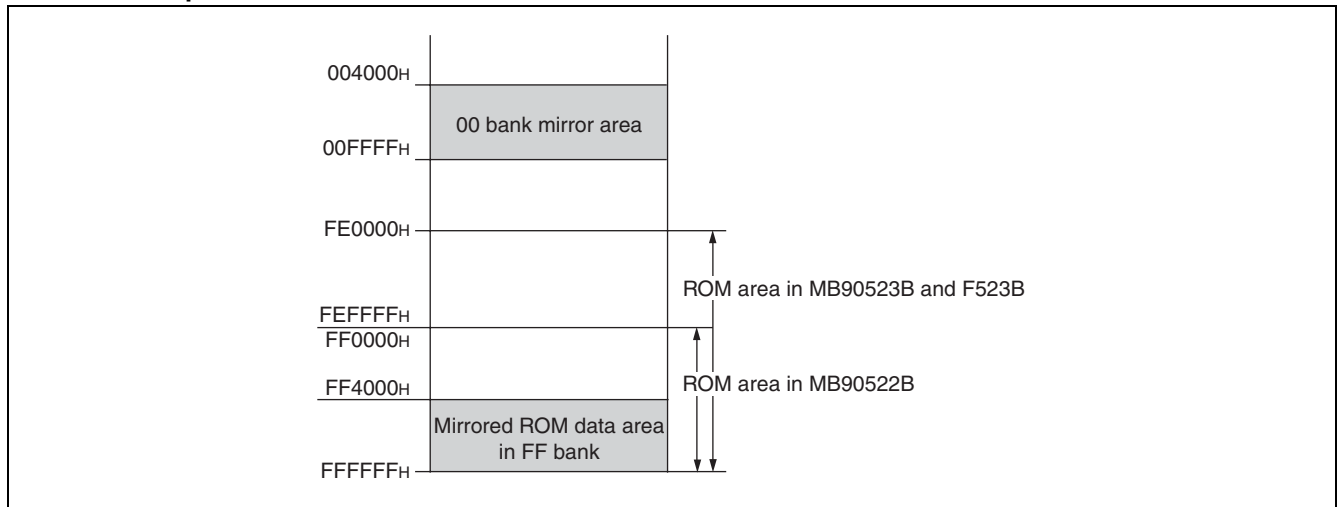 004000H
00 bank mirror area
00FFFFH
FE0000H
ROM area in MB90523B and F523B
FEFFFFH
FF0000H
FF4000H
ROM area in MB90522B
Mirrored ROM data area
in FF bank
FFFFFFH